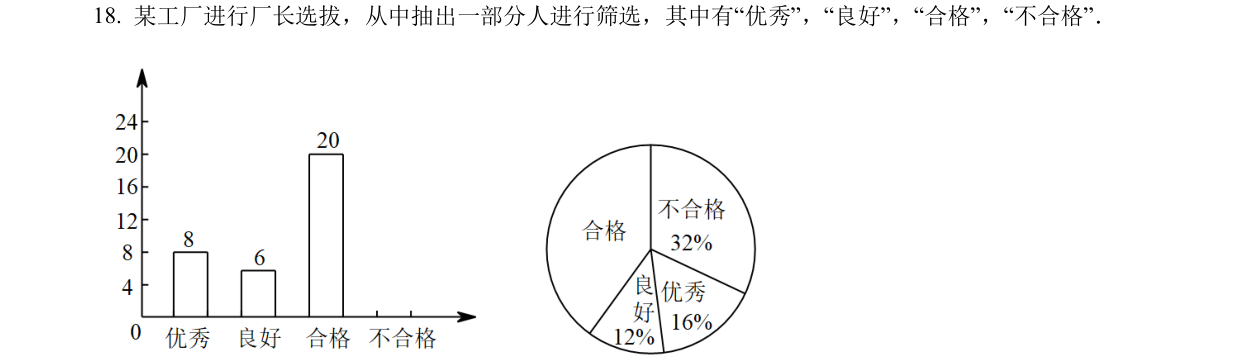 18. 某工厂进行厂长选拔，从中抽出一部分人进行筛选，其中有“优秀”，“良好”，“合格”，“不合格”．
24
20
16
12
8
4
0
8
6
20
优秀 良好 合格 不合格
合格
不合格
32%
良好
12%
优秀
16%